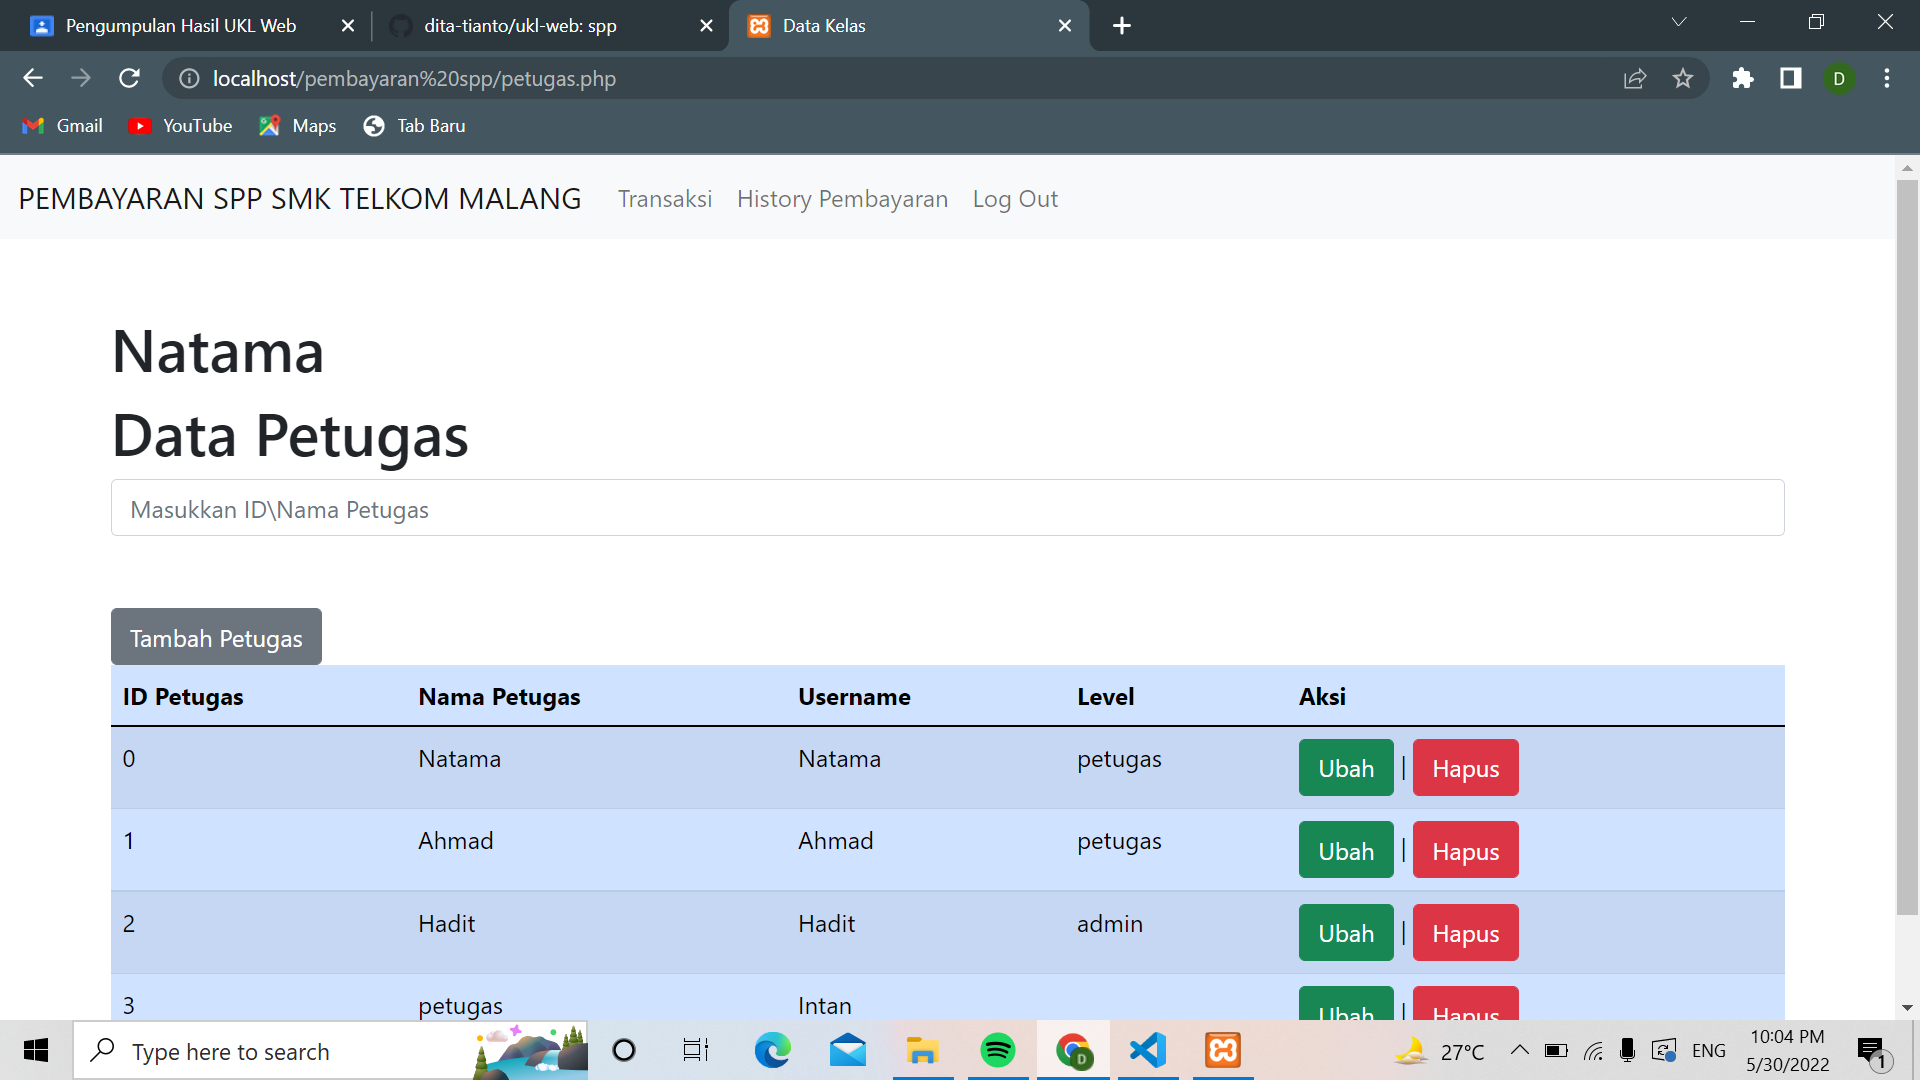 Pengumpulan Hasil UKL Web
dita-tianto/ukl-web: spp
Data Kelas
localhost/pembayaran%20spp/petugas.php
D
Gmail
YouTube
Maps
Tab Baru
PEMBAYARAN SPP SMK TELKOM MALANG
Transaksi
History Pembayaran
Log Out
Natama
Data Petugas
Masukkan ID\Nama Petugas
Tambah Petugas
ID Petugas Nama Petugas Username Level Aksi
0 Natama Natama petugas Ubah | Hapus
1 Ahmad Ahmad petugas Ubah | Hapus
2 Hadit Hadit admin Ubah | Hapus
3 petugas Intan Ubah | Hapus
Type here to search
D
27°C
ENG
10:04 PM
5/30/2022
1